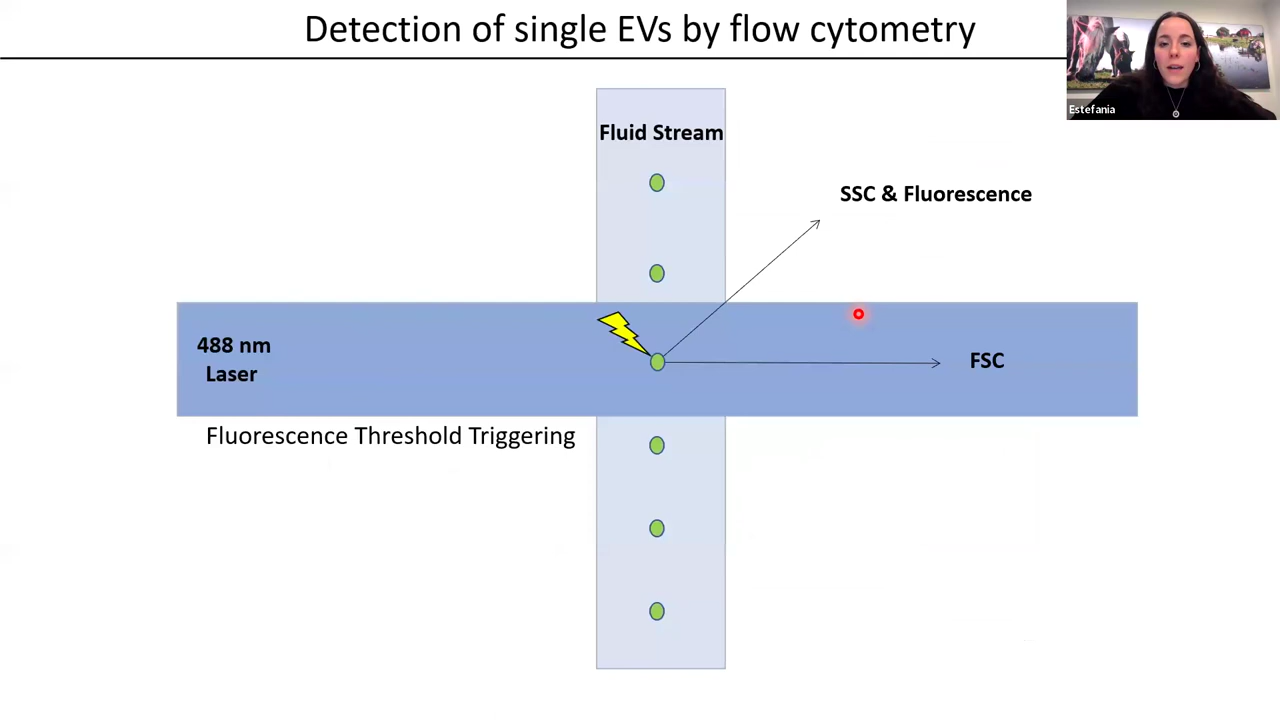 Detection of single EVs by flow cytometry
Estefania
Fluid Stream
SSC & Fluorescence
488 nm
Laser
FSC
Fluorescence Threshold Triggering